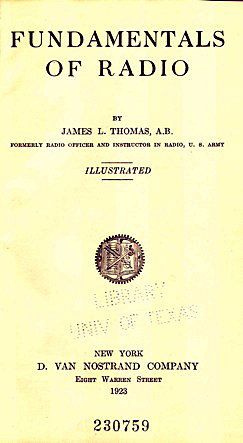 FUNDAMENTALS
OF RADIO
BY
JAMES L. THOMAS, A.B.
FORMERLY RADIO OFFICER AND INSTRUCTOR IN RADIO, U. S. ARMY
ILLUSTRATED
LIBRARY
UNIV OF TEXAS
NEW YORK
D. VAN NOSTRAND COMPANY
EIGHT WARREN STREET
1923
230759